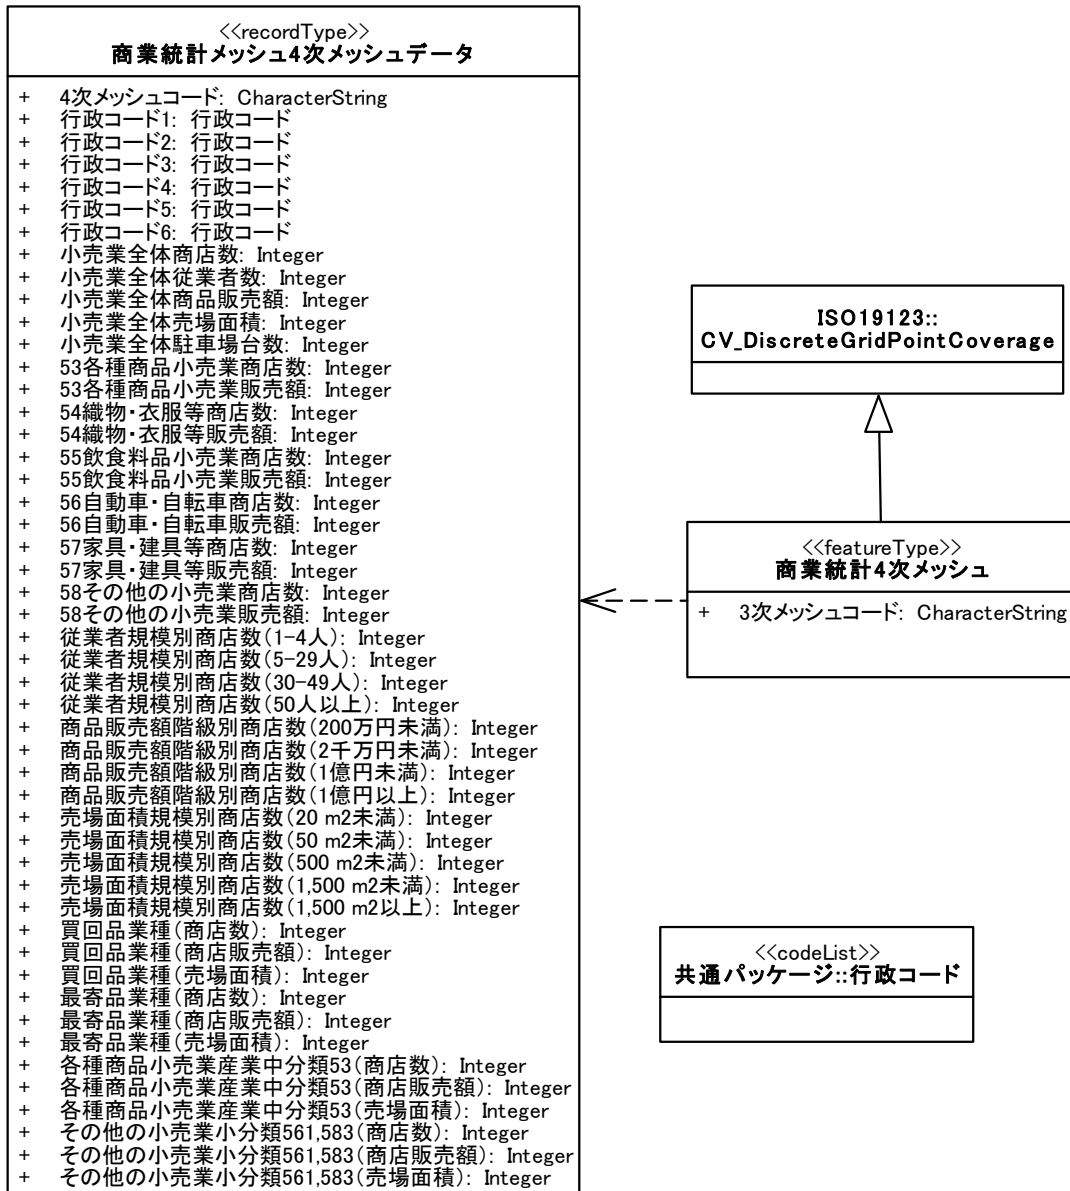 <<recordType>>
商業統計メッシュ4次メッシュデータ
+ 4次メッシュコード: CharacterString
+ 行政コード1: 行政コード
+ 行政コード2: 行政コード
+ 行政コード3: 行政コード
+ 行政コード4: 行政コード
+ 行政コード5: 行政コード
+ 行政コード6: 行政コード
+ 小売業全体商店数: Integer
+ 小売業全体従業者数: Integer
+ 小売業全体商品販売額: Integer
+ 小売業全体売場面積: Integer
+ 小売業全体駐車場台数: Integer
+ 53各種商品小売業商店数: Integer
+ 53各種商品小売業販売額: Integer
+ 54織物・衣服等商店数: Integer
+ 54織物・衣服等販売額: Integer
+ 55飲食料品小売業商店数: Integer
+ 55飲食料品小売業販売額: Integer
+ 56自動車・自転車商店数: Integer
+ 56自動車・自転車販売額: Integer
+ 57家具・建具等商店数: Integer
+ 57家具・建具等販売額: Integer
+ 58その他の小売業商店数: Integer
+ 58その他の小売業販売額: Integer
+ 従業者規模別商店数(1-4人): Integer
+ 従業者規模別商店数(5-29人): Integer
+ 従業者規模別商店数(30-49人): Integer
+ 従業者規模別商店数(50人以上): Integer
+ 商品販売額階級別商店数(200万円未満): Integer
+ 商品販売額階級別商店数(2千万円未満): Integer
+ 商品販売額階級別商店数(1億円未満): Integer
+ 商品販売額階級別商店数(1億円以上): Integer
+ 売場面積規模別商店数(20 m2未満): Integer
+ 売場面積規模別商店数(50 m2未満): Integer
+ 売場面積規模別商店数(500 m2未満): Integer
+ 売場面積規模別商店数(1,500 m2未満): Integer
+ 売場面積規模別商店数(1,500 m2以上): Integer
+ 買回品業種(商店数): Integer
+ 買回品業種(商店販売額): Integer
+ 買回品業種(売場面積): Integer
+ 最寄品業種(商店数): Integer
+ 最寄品業種(商店販売額): Integer
+ 最寄品業種(売場面積): Integer
+ 各種商品小売業産業中分類53(商店数): Integer
+ 各種商品小売業産業中分類53(商店販売額): Integer
+ 各種商品小売業産業中分類53(売場面積): Integer
+ その他の小売業小分類561,583(商店数): Integer
+ その他の小売業小分類561,583(商店販売額): Integer
+ その他の小売業小分類561,583(売場面積): Integer
ISO19123::
CV_DiscreteGridPointCoverage
<<featureType>>
商業統計4次メッシュ
+ 3次メッシュコード: CharacterString
<<codeList>>
共通パッケージ::行政コード